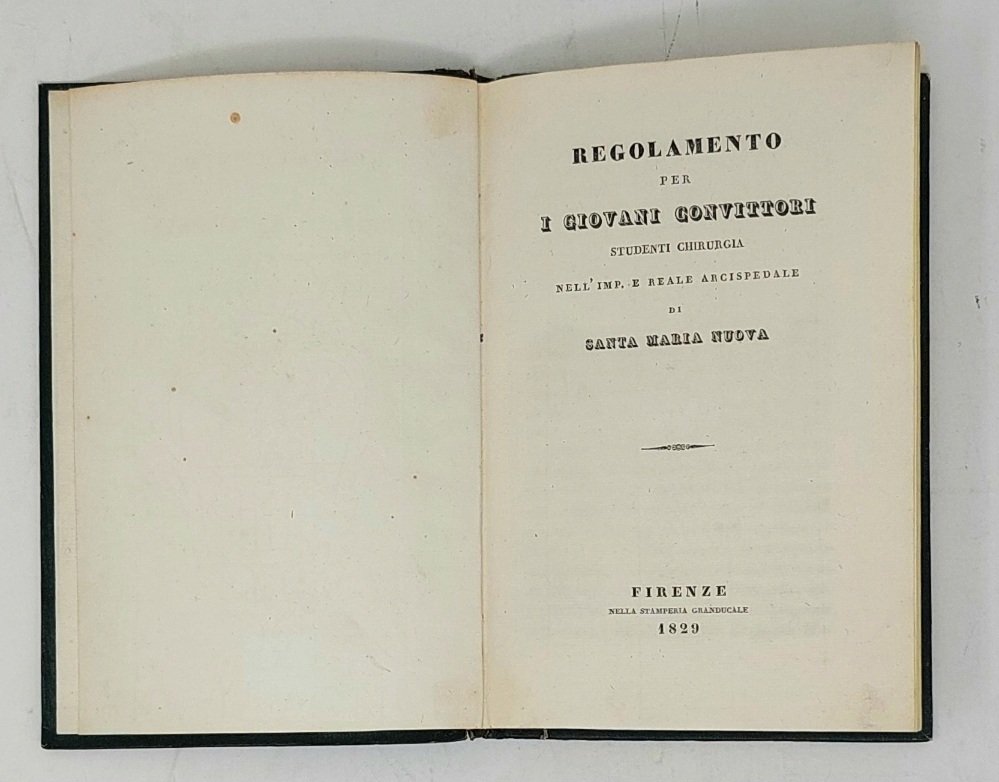 REGOLAMENTO
PER
I GIOVANI CONVITTORI
STUDENTI CHIRURGIA
NELL' IMP. E REALE ARCISPEDALE
DI
SANTA MARIA NUOVA
FIRENZE
NELLA STAMPERIA GRANDUCALE
1829